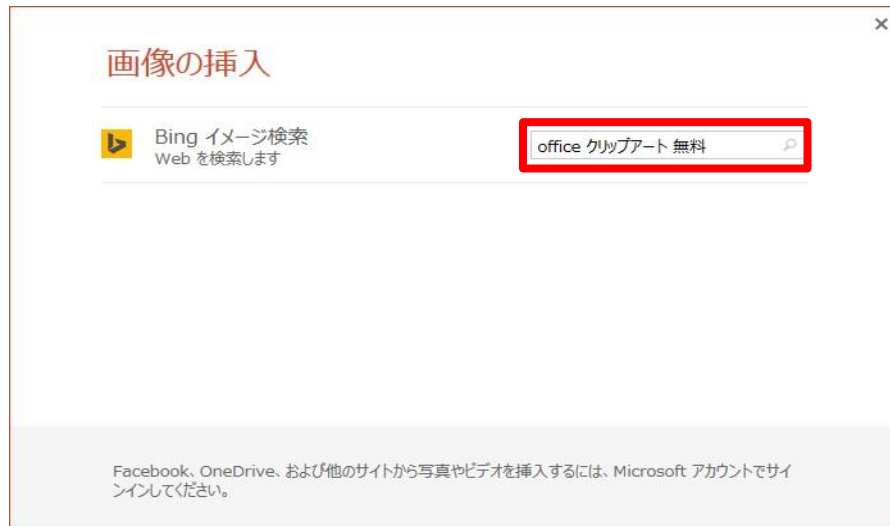 画像の挿入
Bing イメージ検索
Web を検索します
office クリップアート 無料
Facebook、OneDrive、および他のサイトから写真やビデオを挿入するには、Microsoft アカウントでサイ
ンインしてください。